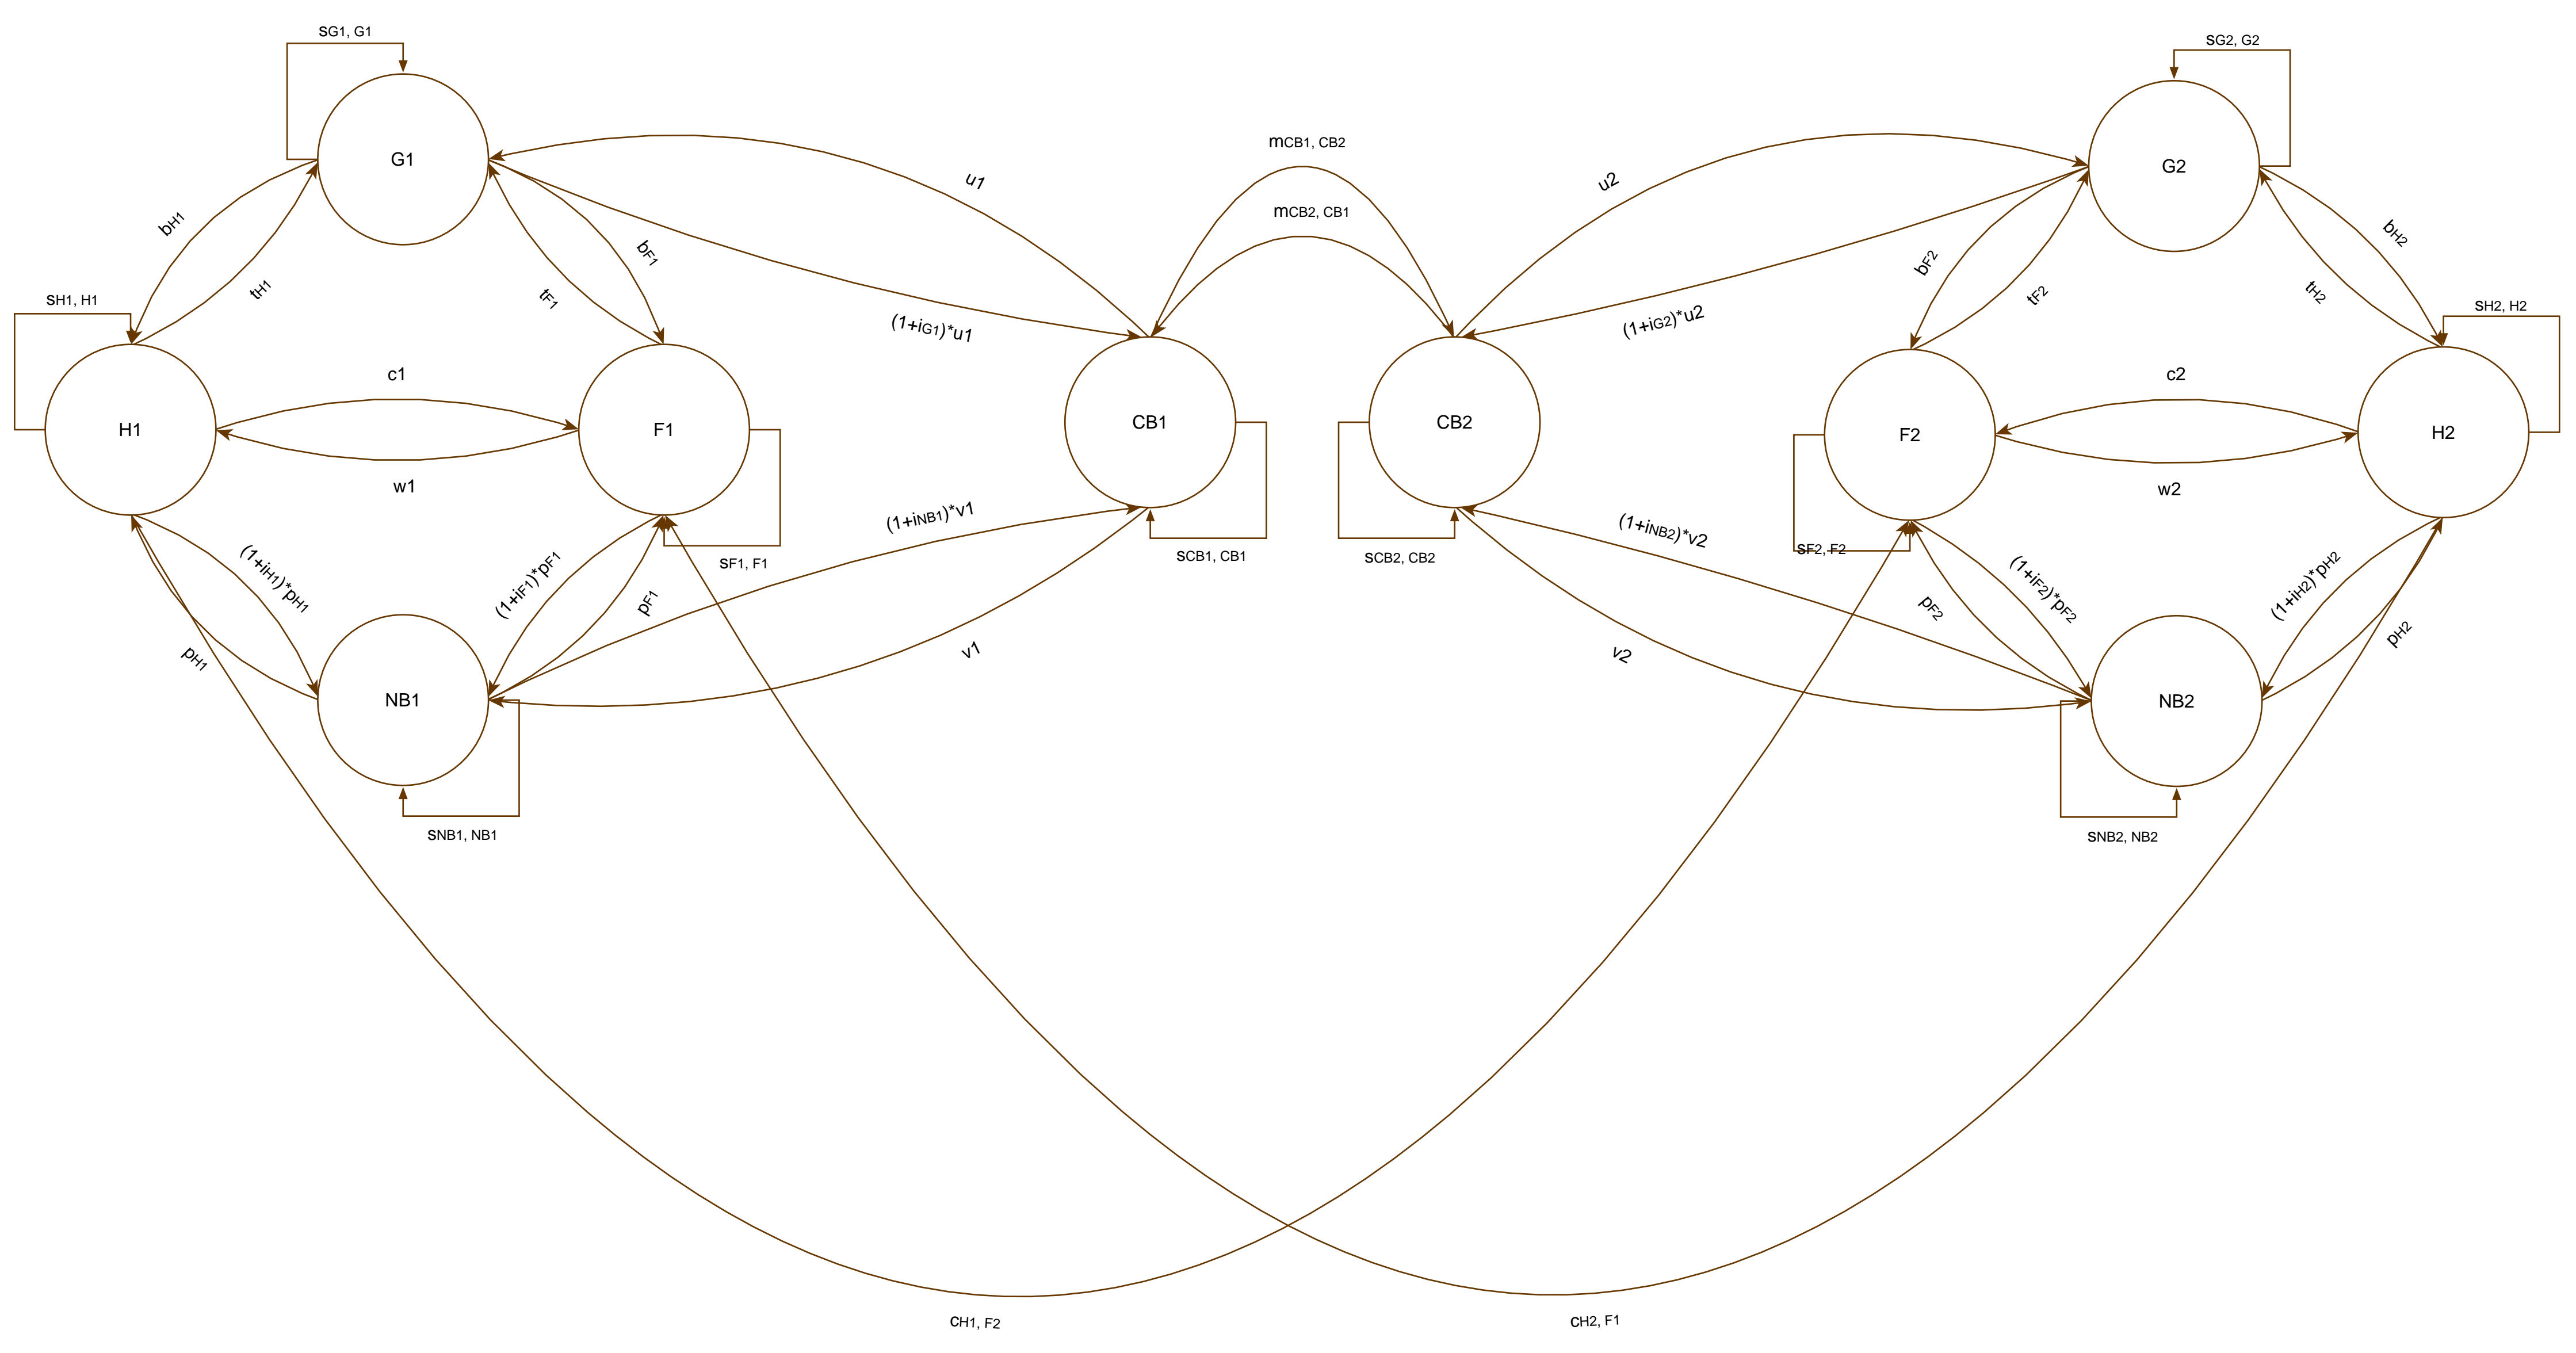 sG1, G1
sG2, G2
mCB1, CB2
G1
G2
u1
u2
mCB2, CB1
bH1
bF1
bF2
bH2
tH1
tF1
tF2
tH2
sH1, H1
sH2, H2
(1+iG1)*u1
(1+iG2)*u2
c1
c2
H1
F1
CB1
CB2
F2
H2
w1
w2
(1+iNB1)*v1
(1+iNB2)*v2
sF1, F1
sCB1, CB1
sCB2, CB2
sF2, F2
(1+iH1)*pH1
(1+iF1)*pF1
(1+iF2)*pF2
(1+iH2)*pH2
pF1
pF2
pH1
v1
v2
pH2
NB1
NB2
sNB1, NB1
sNB2, NB2
cH1, F2
cH2, F1